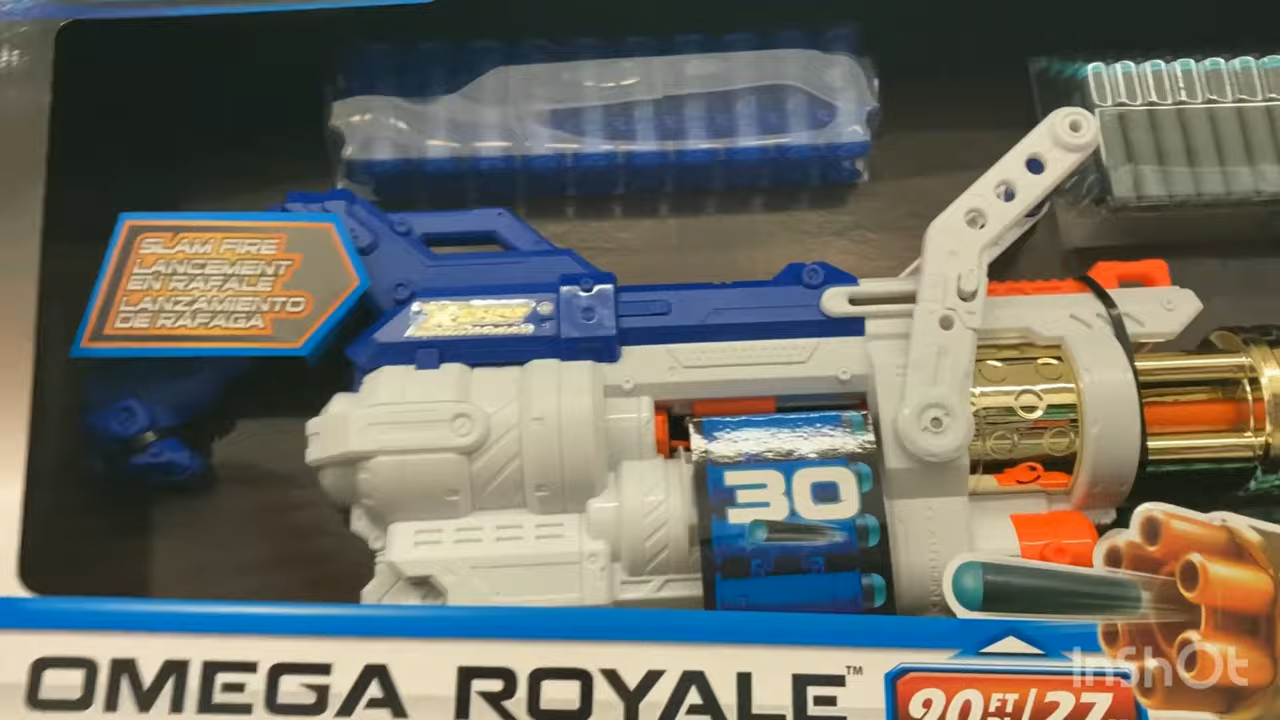 SLAM FIRE
LANCEMENT
EN RAFALE
LANZAMIENTO
DE RÁFAGA
30
OMEGA ROYALE™
90 FT/27
InShOt